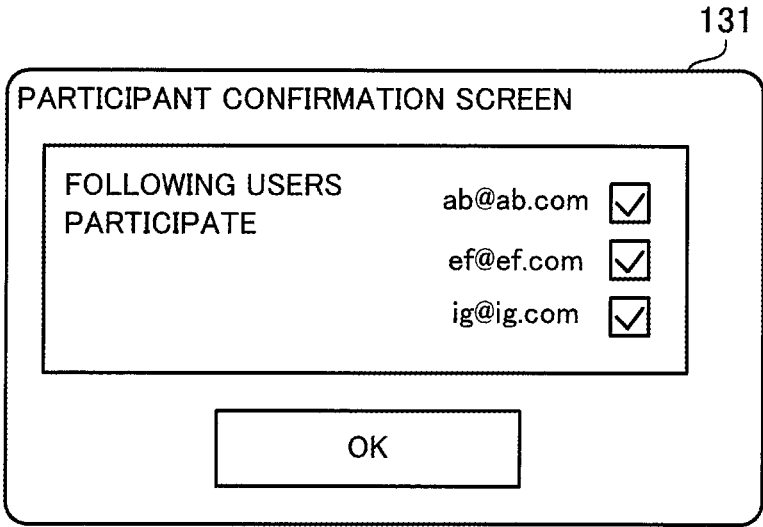 131
PARTICIPANT CONFIRMATION SCREEN
FOLLOWING USERS
PARTICIPATE
ab@ab.com
ef@ef.com
ig@ig.com
OK